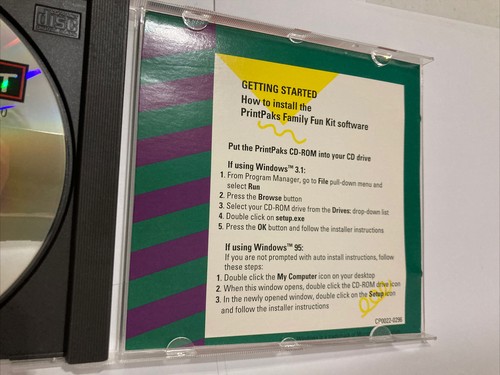 disc
T
GETTING STARTED
How to install the
PrintPaks Family Fun Kit software
Put the PrintPaks CD-ROM into your CD drive
If using Windows™ 3.1:
1. From Program Manager, go to File pull-down menu and
select Run
2. Press the Browse button
3. Select your CD-ROM drive from the Drives: drop-down list
4. Double click on setup.exe
5. Press the OK button and follow the installer instructions
If using Windows™ 95:
If you are not prompted with auto install instructions, follow
these steps:
1. Double click the My Computer icon on your desktop
2. When this window opens, double click the CD-ROM drive icon
3. In the newly opened window, double click on the Setup icon
and follow the installer instructions
CP0022-0296